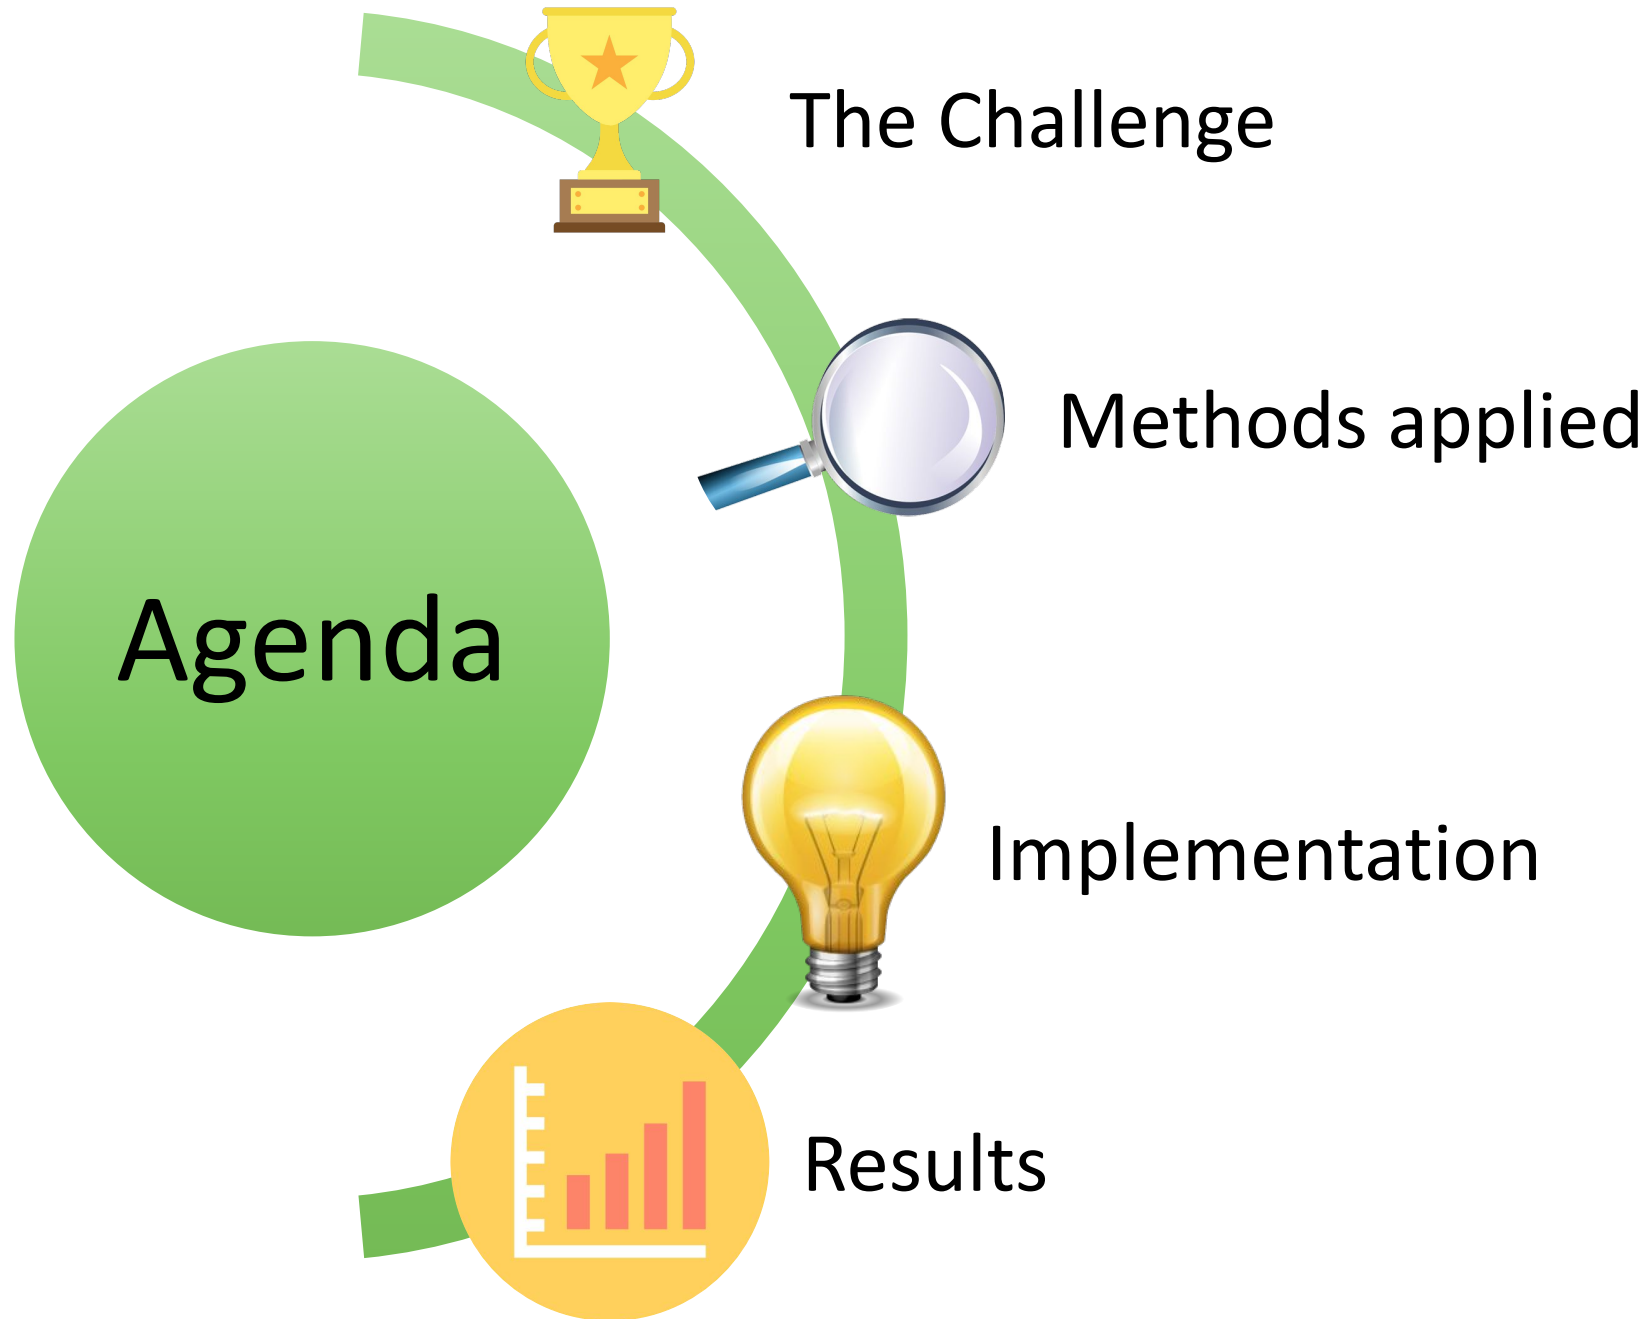 The Challenge
Methods applied
Agenda
Implementation
Results